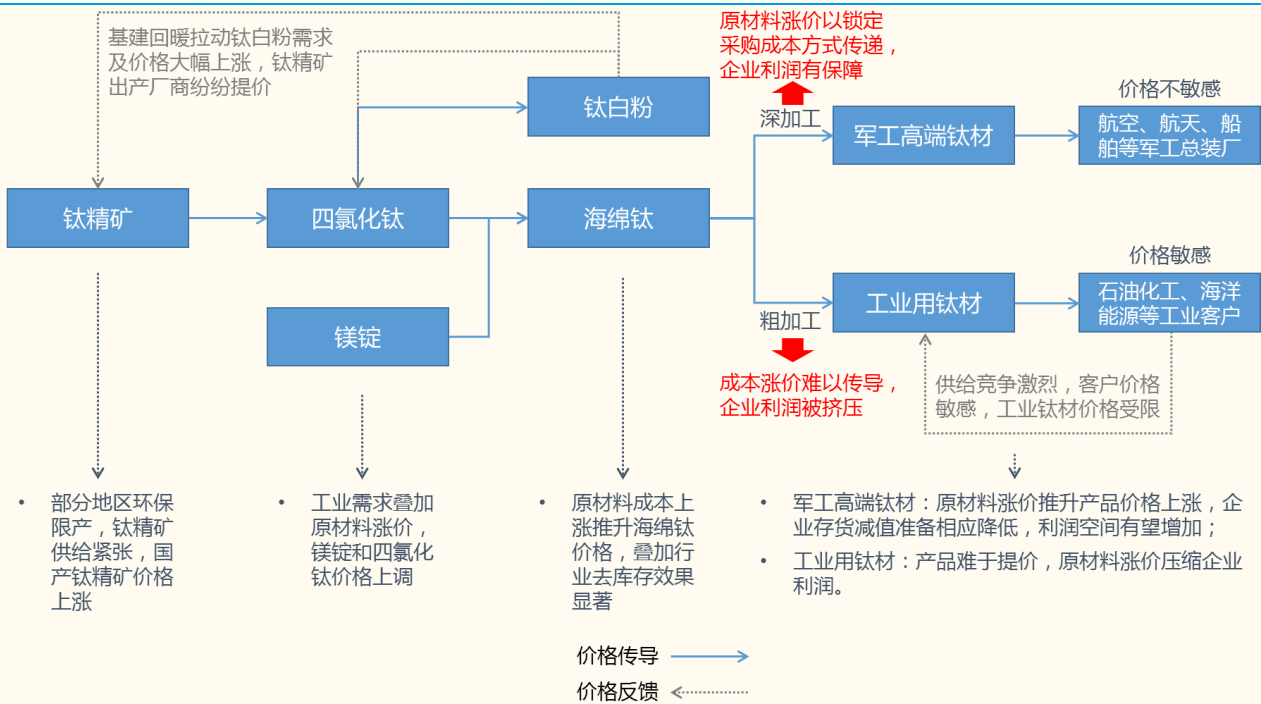 基建回暖拉动钛白粉需求
及价格大幅上涨，钛精矿
出产厂商纷纷提价
原材料涨价以锁定
采购成本方式传递，
企业利润有保障
钛白粉
深加工
军工高端钛材
价格不敏感
航空、航天、船
舶等军工总装厂
钛精矿
四氯化钛
海绵钛
镁锭
粗加工
工业用钛材
价格敏感
石油化工、海洋
能源等工业客户
成本涨价难以传导，
企业利润被挤压
供给竞争激烈，客户价格
敏感，工业钛材价格受限
• 部分地区环保
限产，钛精矿
供给紧张，国
产钛精矿价格
上涨
• 工业需求叠加
原材料涨价，
镁锭和四氯化
钛价格上调
• 原材料成本上
涨推升海绵钛
价格，叠加行
业去库存效果
显著
• 军工高端钛材：原材料涨价推升产品价格上涨，企
业存货减值准备相应降低，利润空间有望增加；
• 工业用钛材：产品难于提价，原材料涨价压缩企业
利润。
价格传导
价格反馈